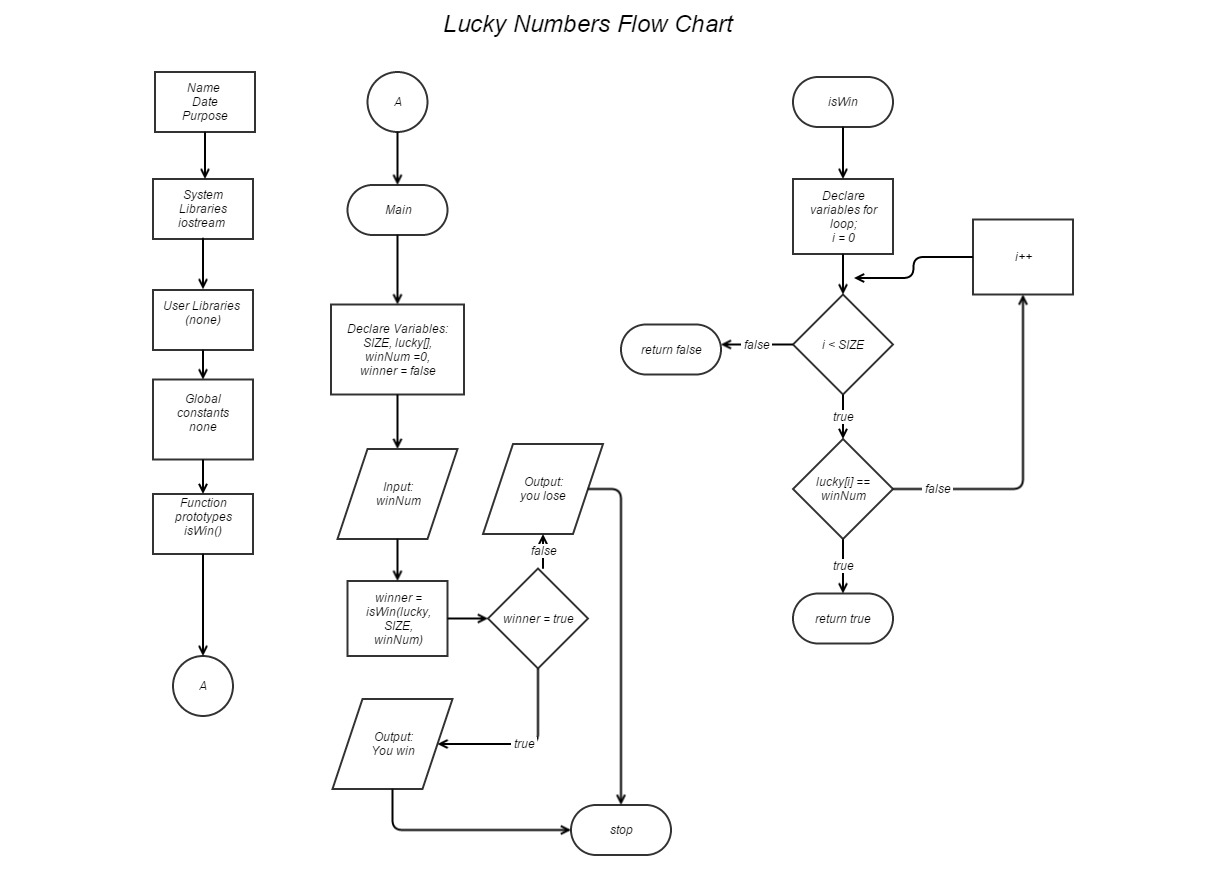 Lucky Numbers Flow Chart
Name
Date
Purpose
System
Libraries
iostream
User Libraries
(none)
Global
constants
none
Function
prototypes
isWin()
A
A
Main
Declare Variables:
SIZE, lucky[],
winNum =0,
winner = false
Input:
winNum
winner =
isWin(lucky,
SIZE,
winNum)
winner = true
false
Output:
you lose
true
Output:
You win
stop
isWin
Declare
variables for
loop;
i = 0
i++
i < SIZE
false
return false
true
lucky[i] ==
winNum
false
true
return true